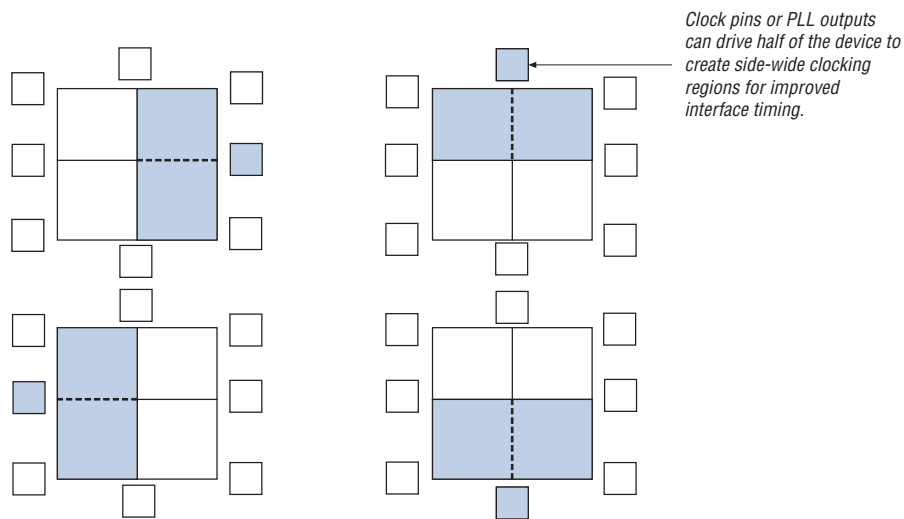 Clock pins or PLL outputs
can drive half of the device to
create side-wide clocking
regions for improved
interface timing.